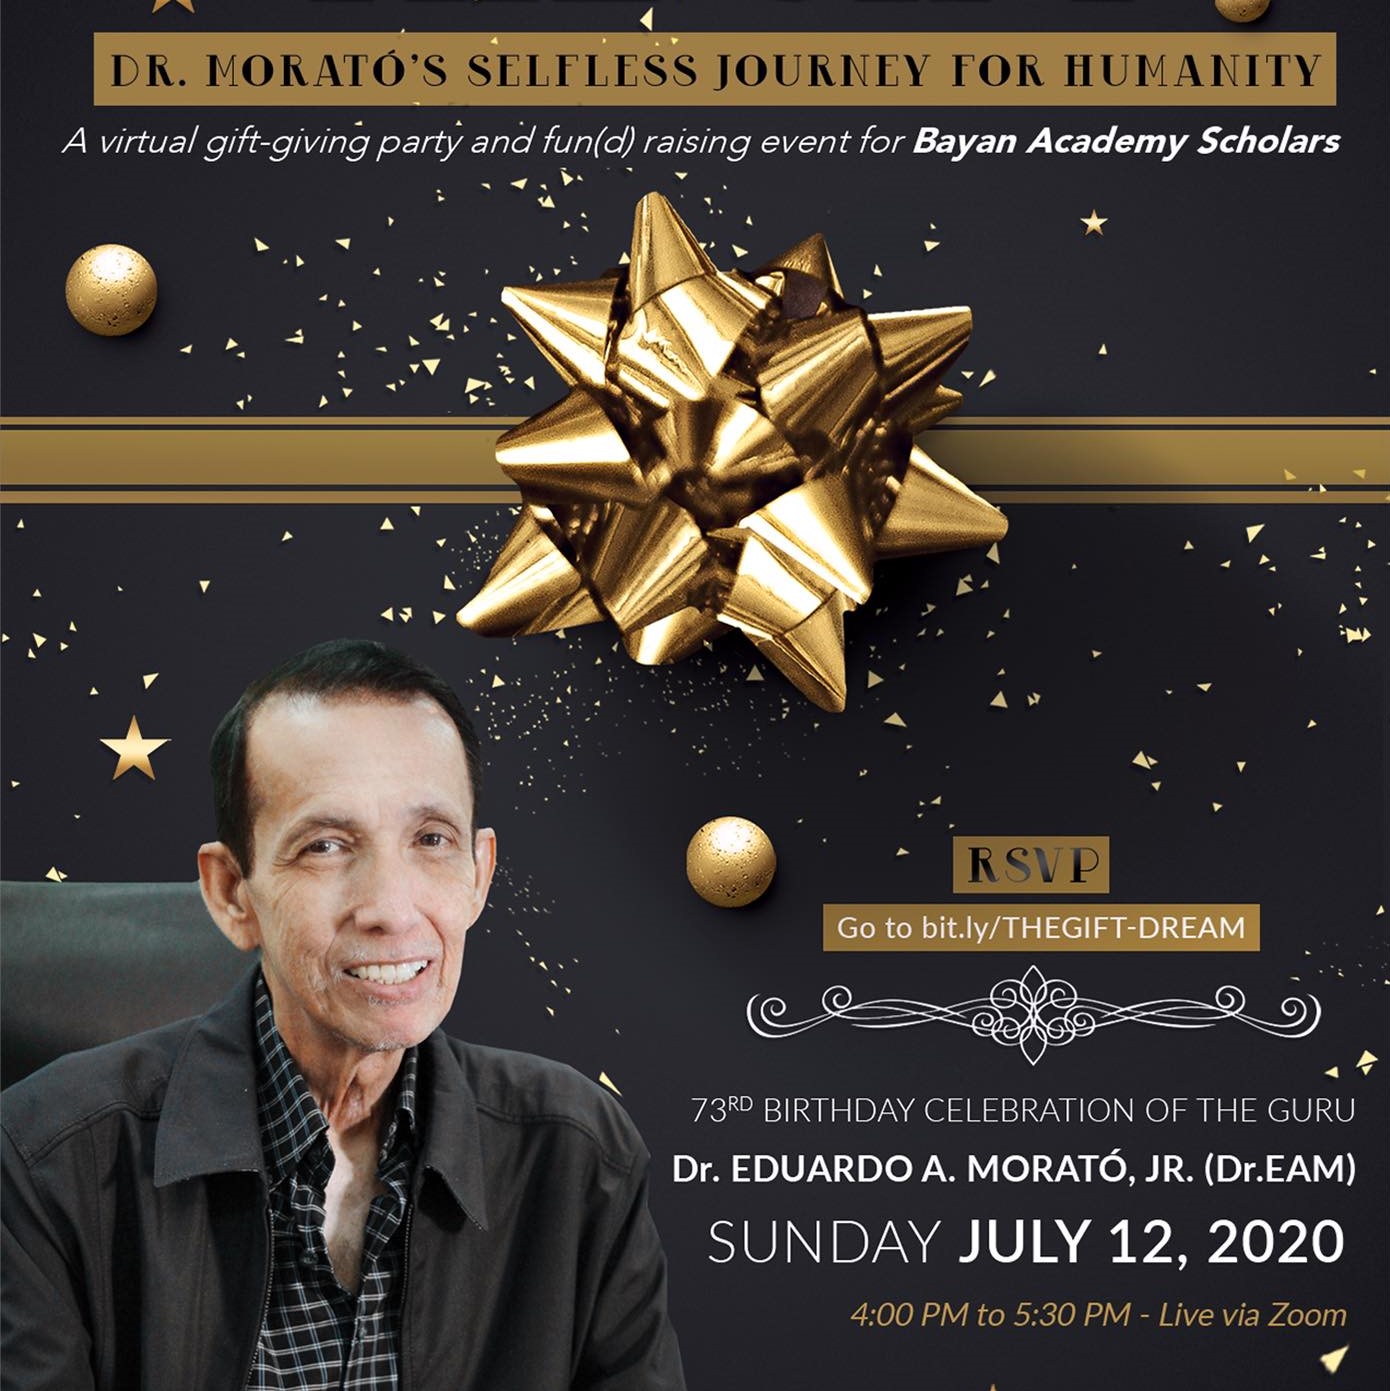 DR. MORATÓ'S SELFLESS JOURNEY FOR HUMANITY
A virtual gift-giving party and fun(d) raising event for Bayan Academy Scholars
RSVP
Go to bit.ly/THEGIFT-DREAM
73RD BIRTHDAY CELEBRATION OF THE GURU
Dr. EDUARDO A. MORATÓ, JR. (Dr.EAM)
SUNDAY JULY 12, 2020
4:00 PM to 5:30 PM - Live via Zoom